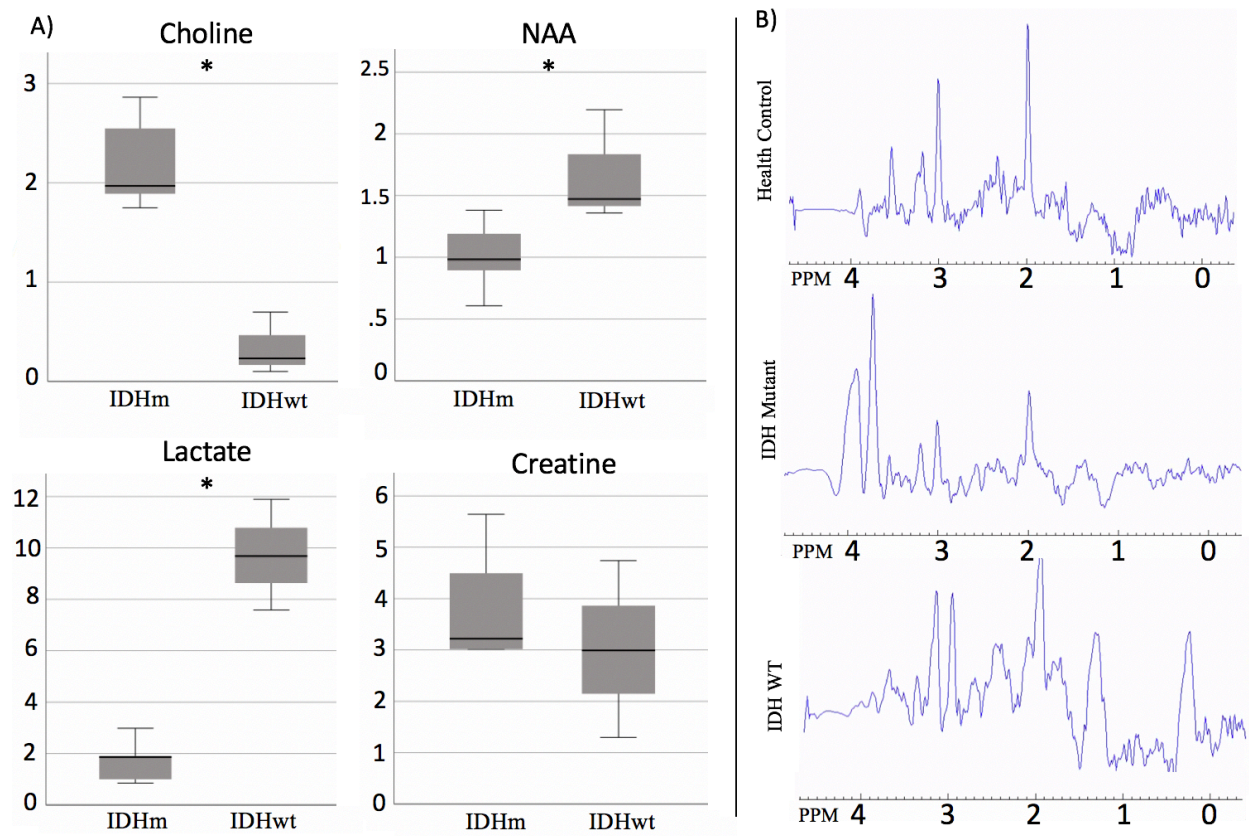 A)
Choline
*
3
2
1
0
IDHm IDHwt
NAA
*
2.5
2
1.5
1
.5
0
IDHm IDHwt
Lactate
*
12
10
8
6
4
2
0
IDHm IDHwt
Creatine
6
5
4
3
2
1
0
IDHm IDHwt
B)
Health Control
PPM 4 3 2 1 0
IDH Mutant
PPM 4 3 2 1 0
IDH WT
PPM 4 3 2 1 0